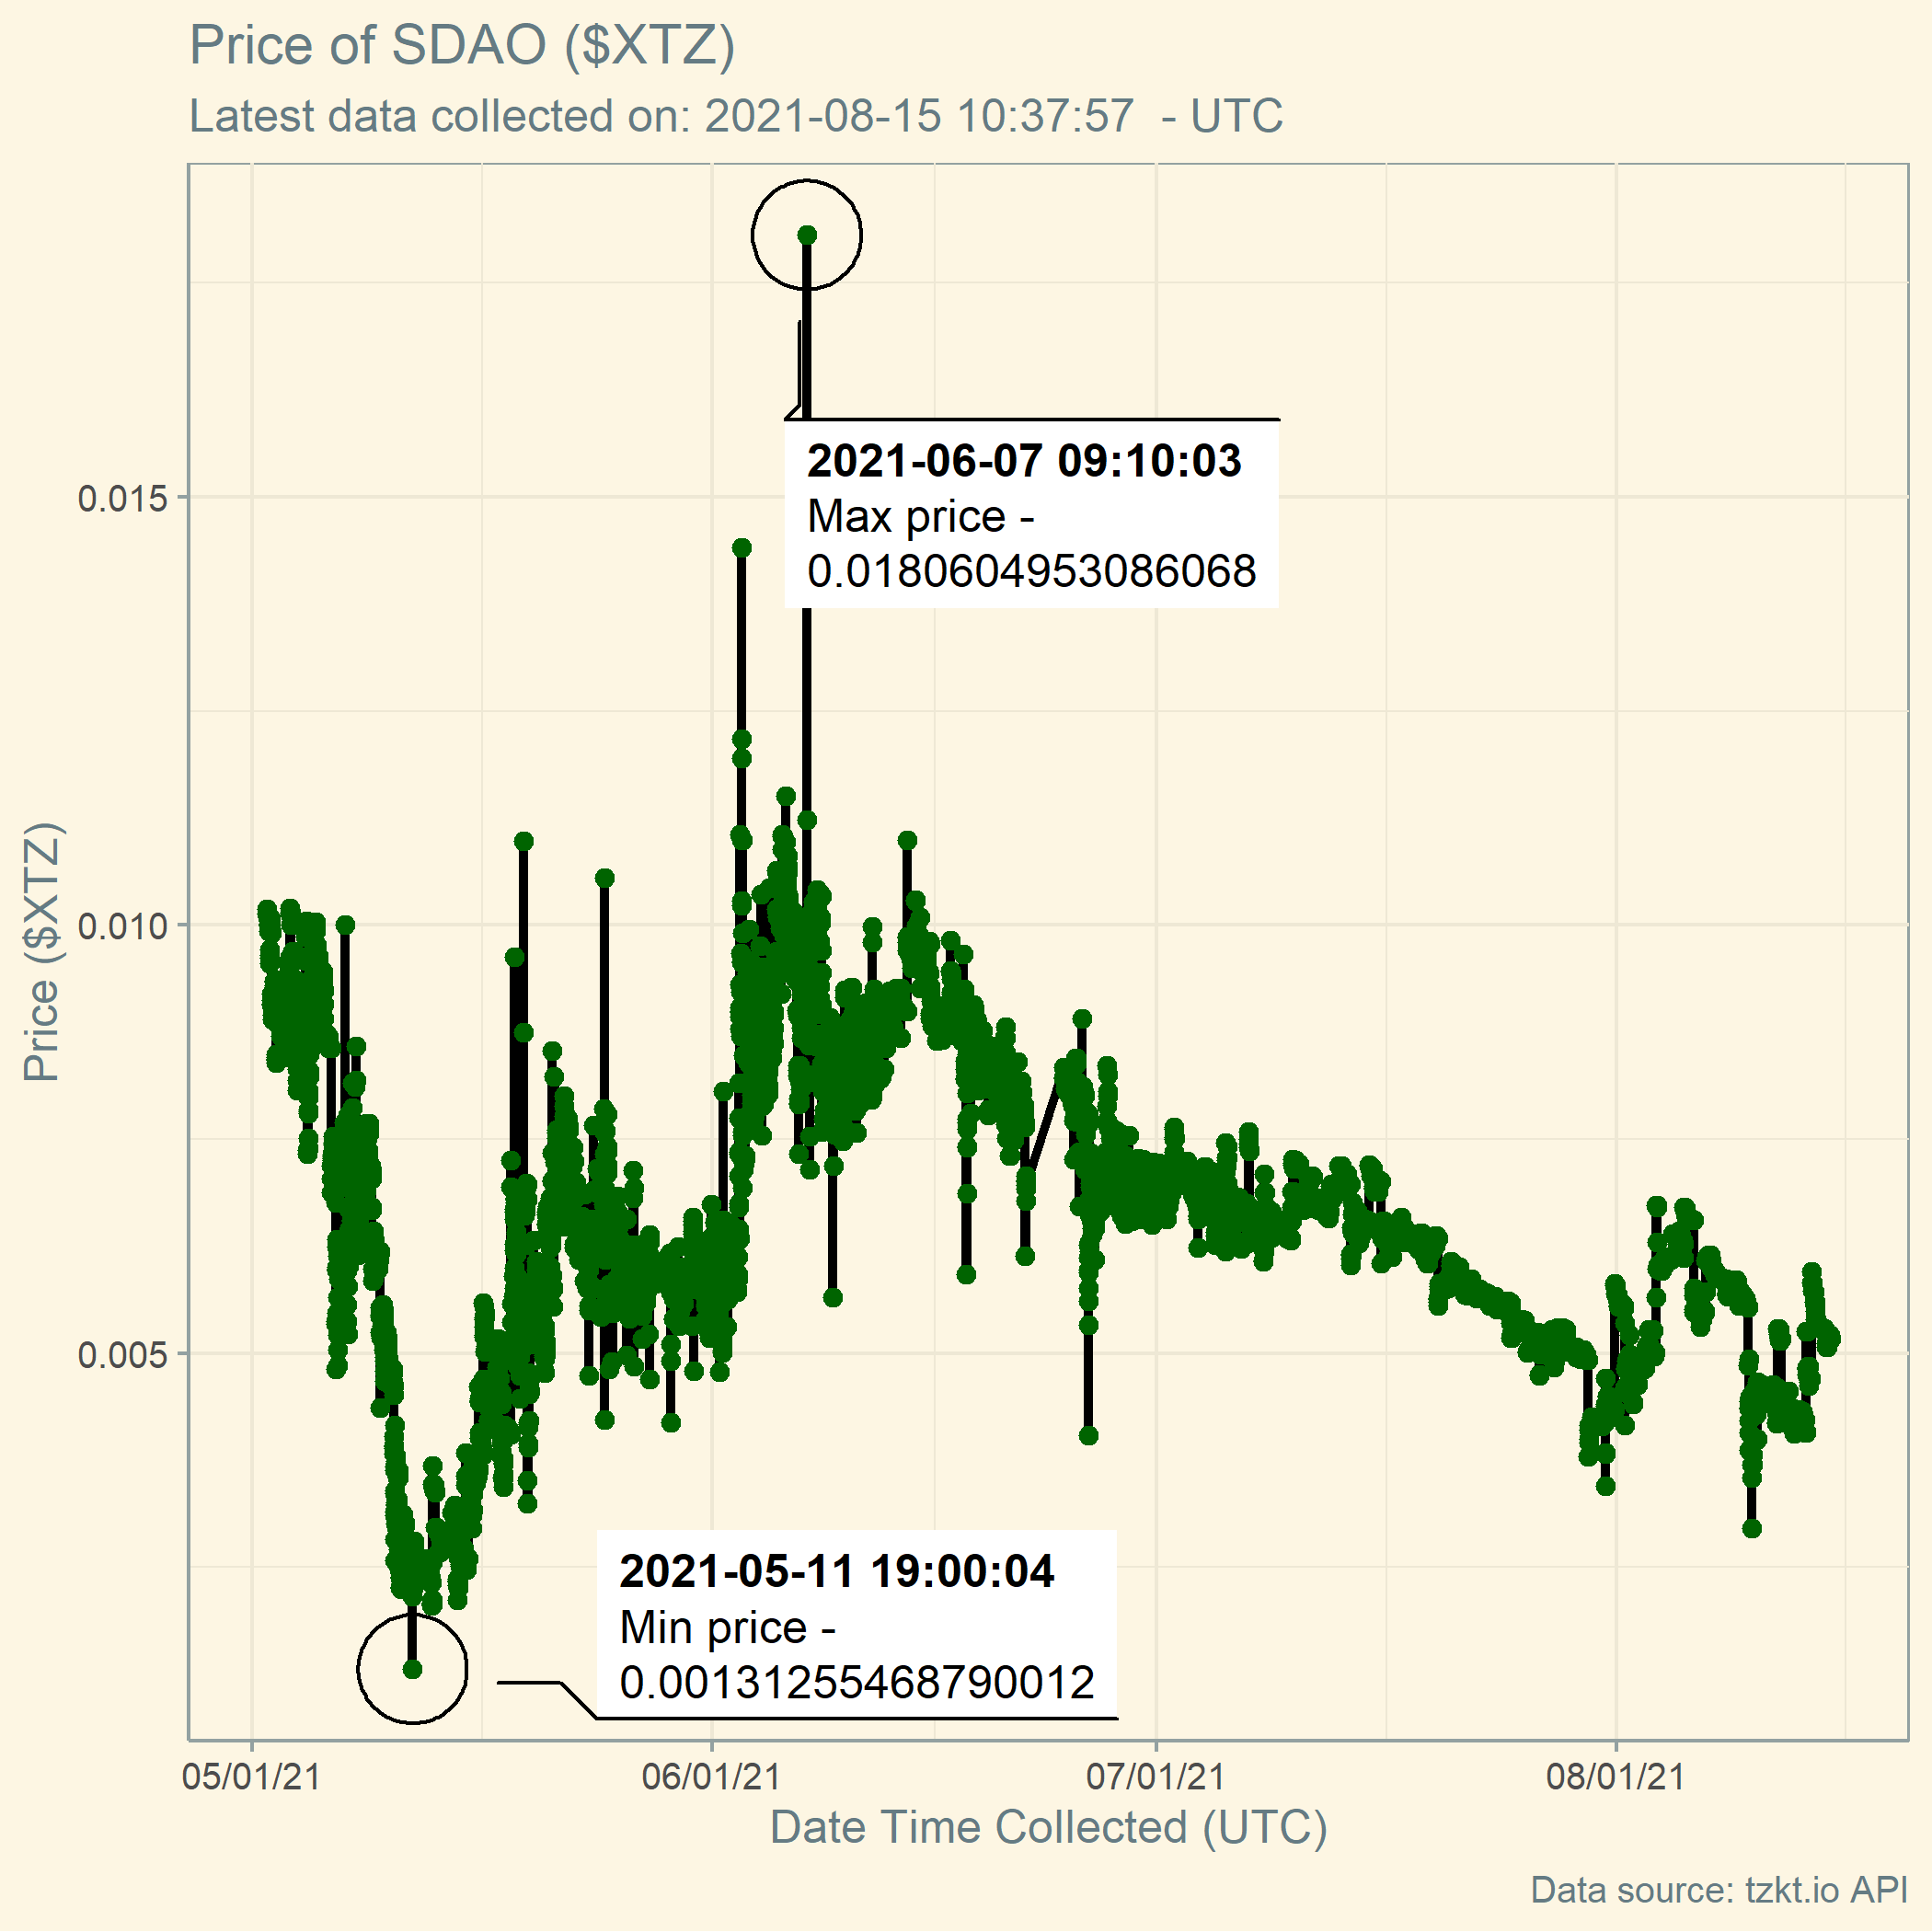 Price of SDAO ($XTZ)
Latest data collected on: 2021-08-15 10:37:57  - UTC
2021-06-07 09:10:03
Max price -
0.0180604953086068
0.015
0.010
0.005
Price ($XTZ)
2021-05-11 19:00:04
Min price -
0.00131255468790012
05/01/21
06/01/21
07/01/21
08/01/21
Date Time Collected (UTC)
Data source: tzkt.io API